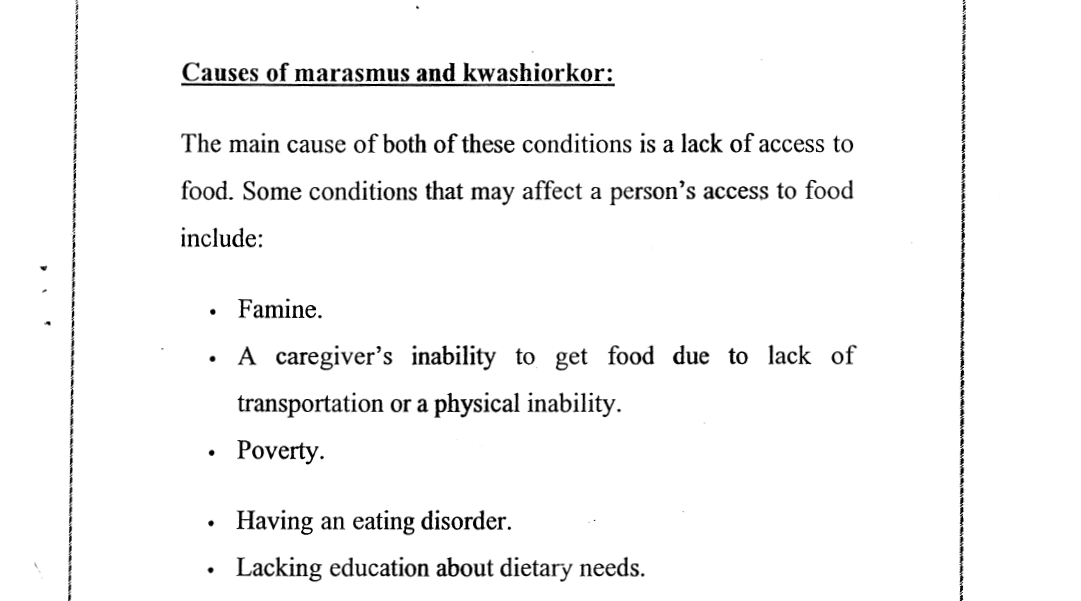 Causes of marasmus and kwashiorkor:
The main cause of both of these conditions is a lack of access to
food. Some conditions that may affect a person's access to food
include:
• Famine.
• A caregiver's inability to get food due to lack of
transportation or a physical inability.
• Poverty.
• Having an eating disorder.
• Lacking education about dietary needs.